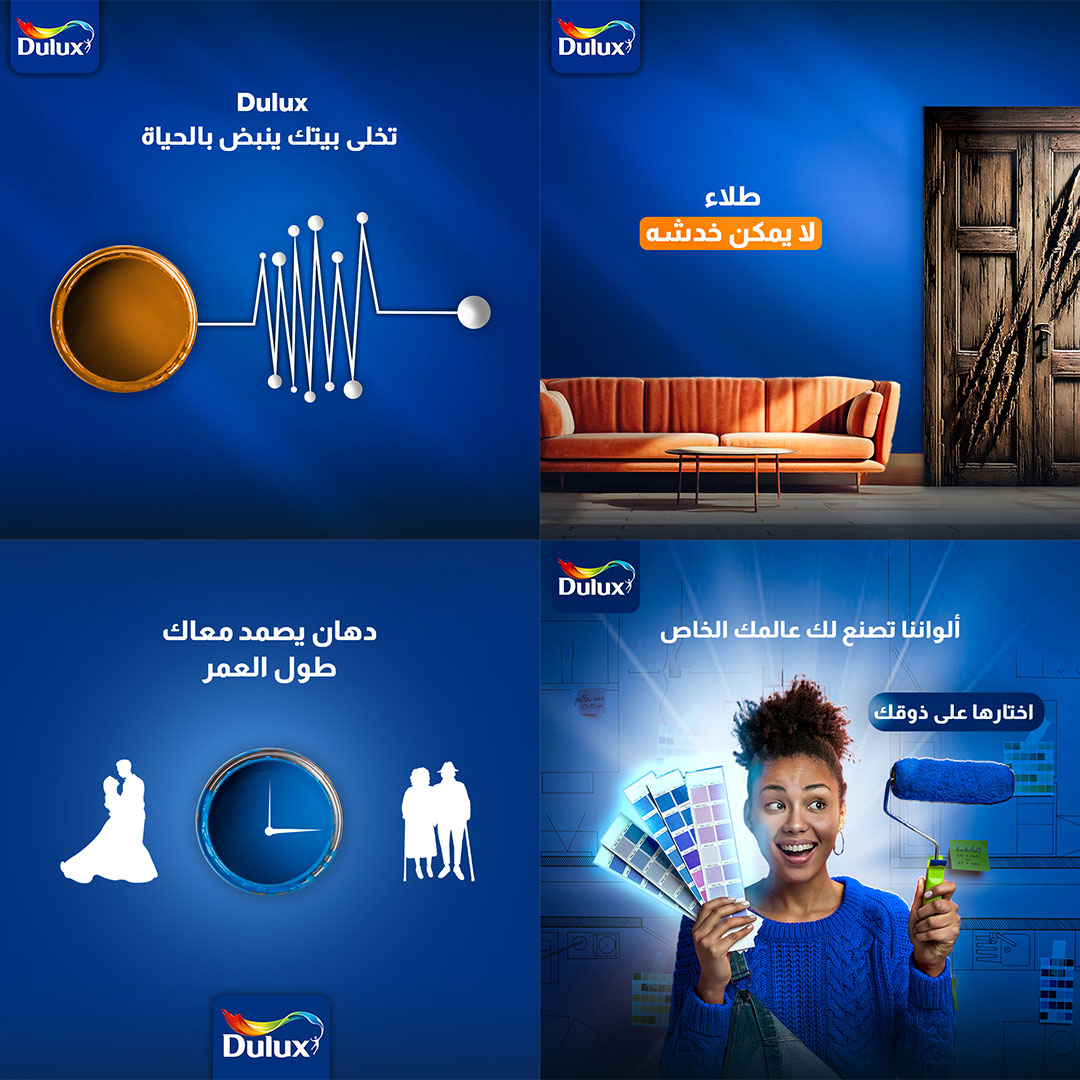 Dulux
Dulux
تخلى بيتك ينبض بالحياة
Dulux
طلاء
لا يمكن خدشه
دهان يصمد معاك
طول العمر
Dulux
Dulux
ألواننا تصنع لك عالمك الخاص
اختارها على ذوقك